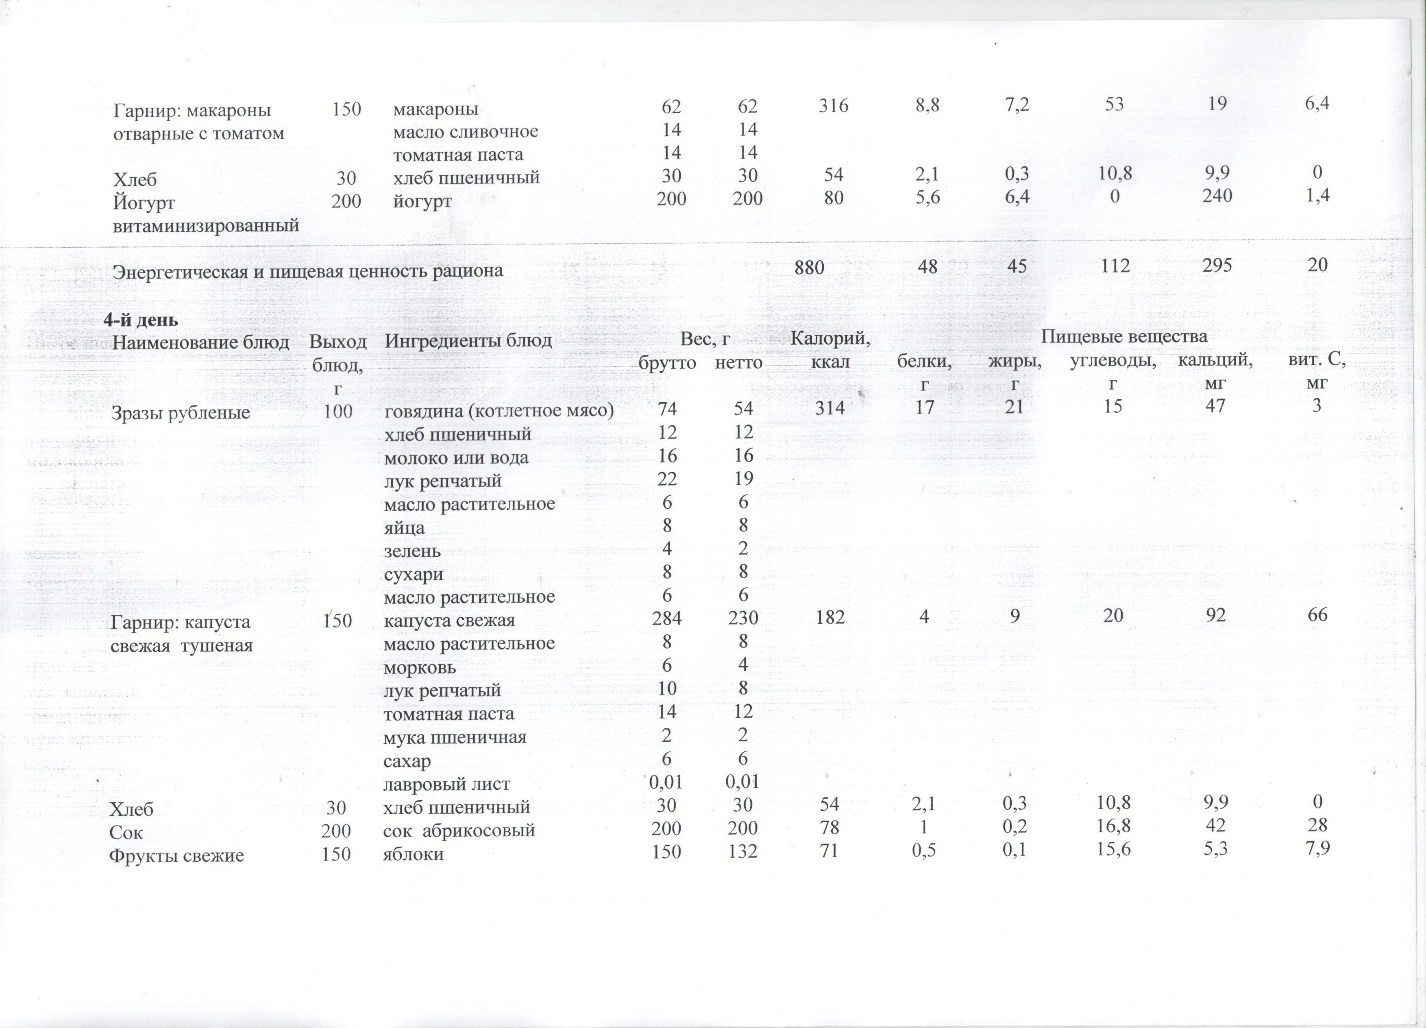 Гарнир: макароны 150 макароны 62 62 316 8,8 7,2 53 19 6,4
отварные с томатом масло сливочное 14 14
томатная паста 14 14
Хлеб 30 хлеб пшеничный 30 30 54 2,1 0,3 10,8 9,9 0
Йогурт 200 йогурт 200 200 80 5,6 6,4 0 240 1,4
витаминизированный
Энергетическая и пищевая ценность рациона 880 48 45 112 295 20
4-й день
Наименование блюд Выход Ингредиенты блюд Вес, г Калорий, Пищевые вещества
блюд, брутто нетто ккал белки, жиры, углеводы, кальций, вит. С,
г г г г мг мг
Зразы рубленые 100 говядина (котлетное мясо) 74 54 314 17 21 15 47 3
хлеб пшеничный 12 12
молоко или вода 16 16
лук репчатый 22 19
масло растительное 6 6
яйца 8 8
зелень 4 2
сухари 8 8
масло растительное 6 6
Гарнир: капуста 150 капуста свежая 284 230 182 4 9 20 92 66
свежая тушеная масло растительное 8 8
морковь 6 4
лук репчатый 10 8
томатная паста 14 12
мука пшеничная 2 2
сахар 6 6
лавровый лист 0,01 0,01
Хлеб 30 хлеб пшеничный 30 30 54 2,1 0,3 10,8 9,9 0
Сок 200 сок абрикосовый 200 200 78 1 0,2 16,8 42 28
Фрукты свежие 150 яблоки 150 132 71 0,5 0,1 15,6 5,3 7,9